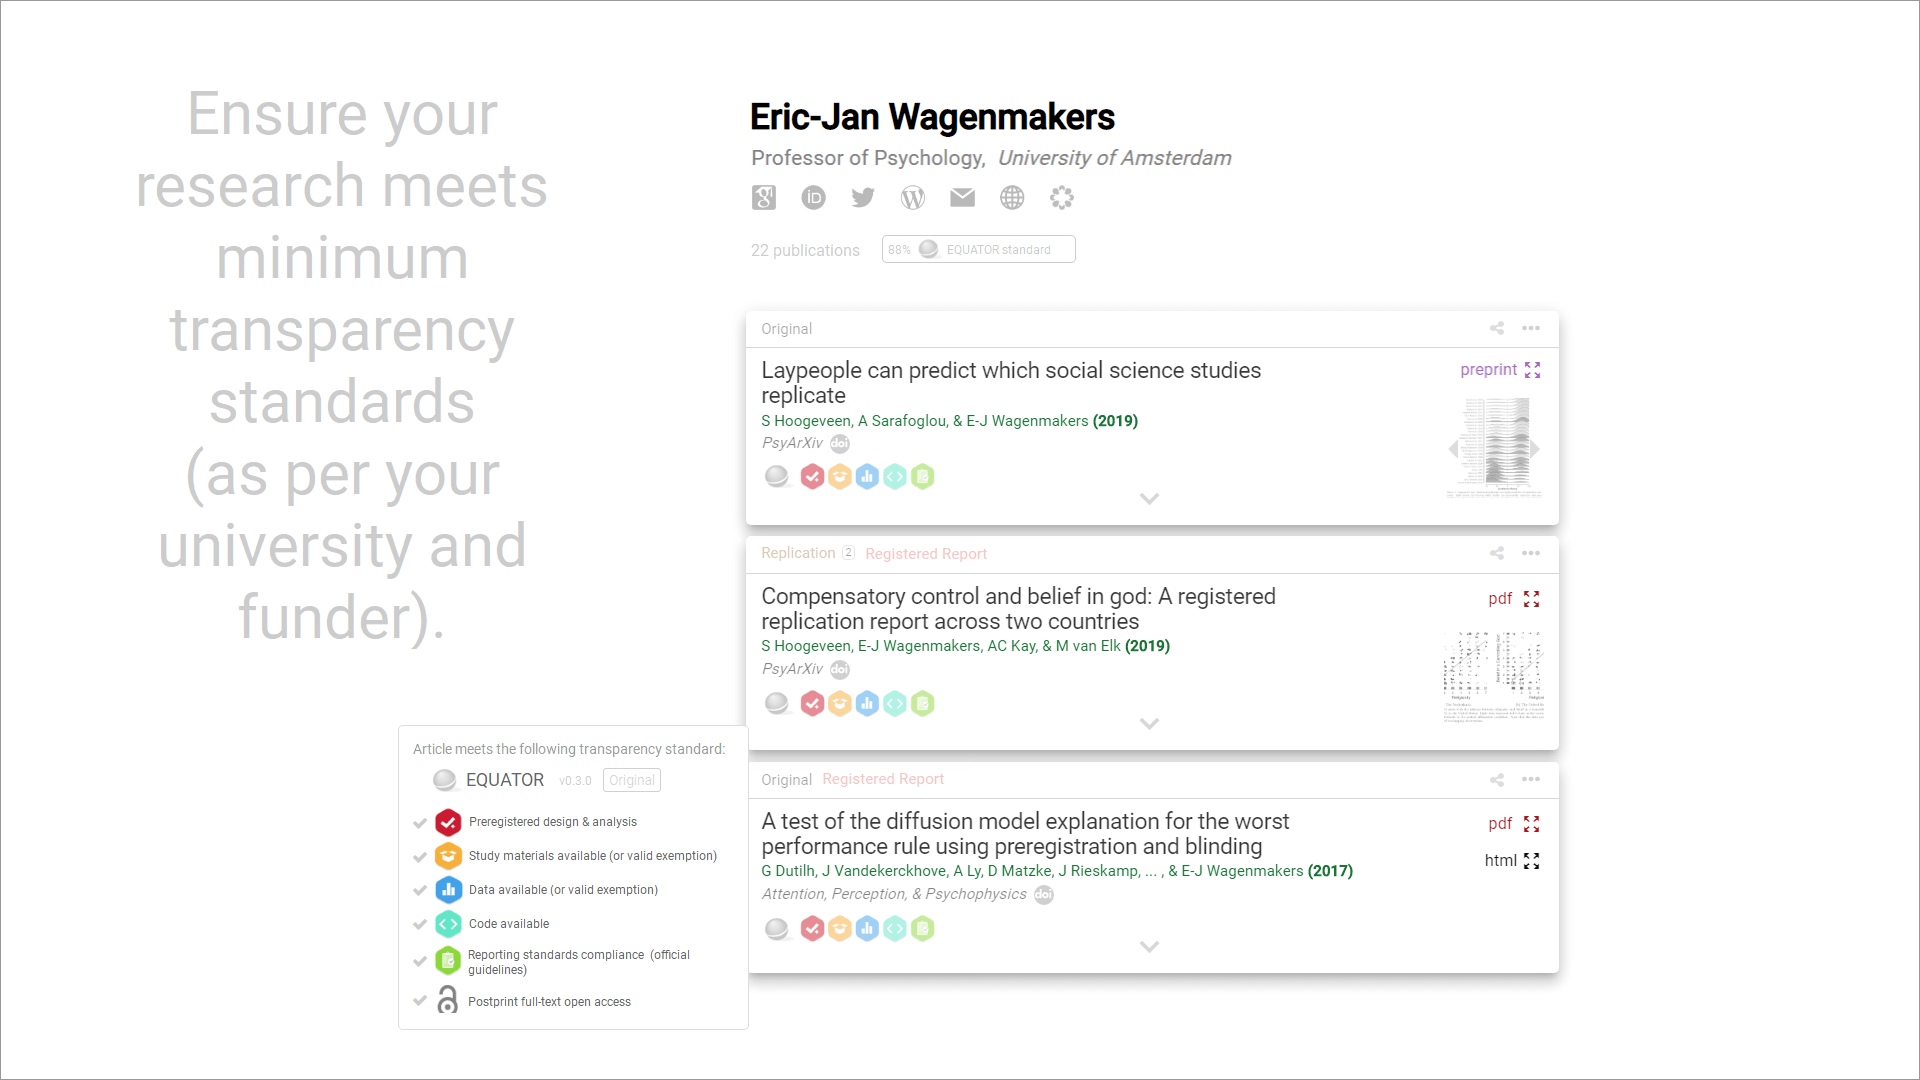 Ensure your
research meets
minimum
transparency
standards
(as per your
university and
funder).
Eric-Jan Wagenmakers
Professor of Psychology, University of Amsterdam
22 publications
88% EQUATOR standard
Original
Laypeople can predict which social science studies
replicate
S Hoogeveen, A Sarafoglou, & E-J Wagenmakers (2019)
PsyArXiv doi
preprint
Replication 2 Registered Report
Compensatory control and belief in god: A registered
replication report across two countries
S Hoogeveen, E-J Wagenmakers, AC Kay, & M van Elk (2019)
PsyArXiv doi
pdf
Original Registered Report
A test of the diffusion model explanation for the worst
performance rule using preregistration and blinding
G Dutilh, J Vandekerckhove, A Ly, D Matzke, J Rieskamp, ... , & E-J Wagenmakers (2017)
Attention, Perception, & Psychophysics doi
pdf
html
Article meets the following transparency standard:
EQUATOR v0.3.0 Original
Preregistered design & analysis
Study materials available (or valid exemption)
Data available (or valid exemption)
Code available
Reporting standards compliance (official
guidelines)
Postprint full-text open access